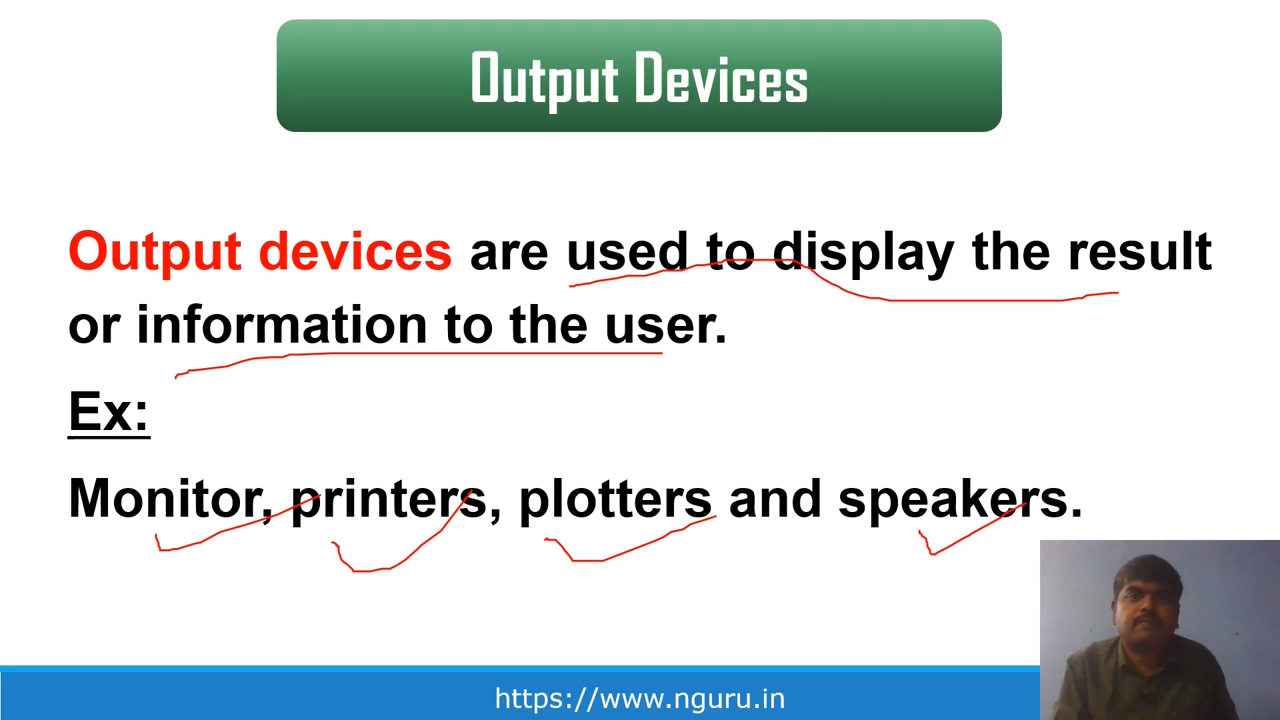 Output Devices
Output devices are used to display the result
or information to the user.
Ex:
Monitor, printers, plotters and speakers.
https://www.nguru.in